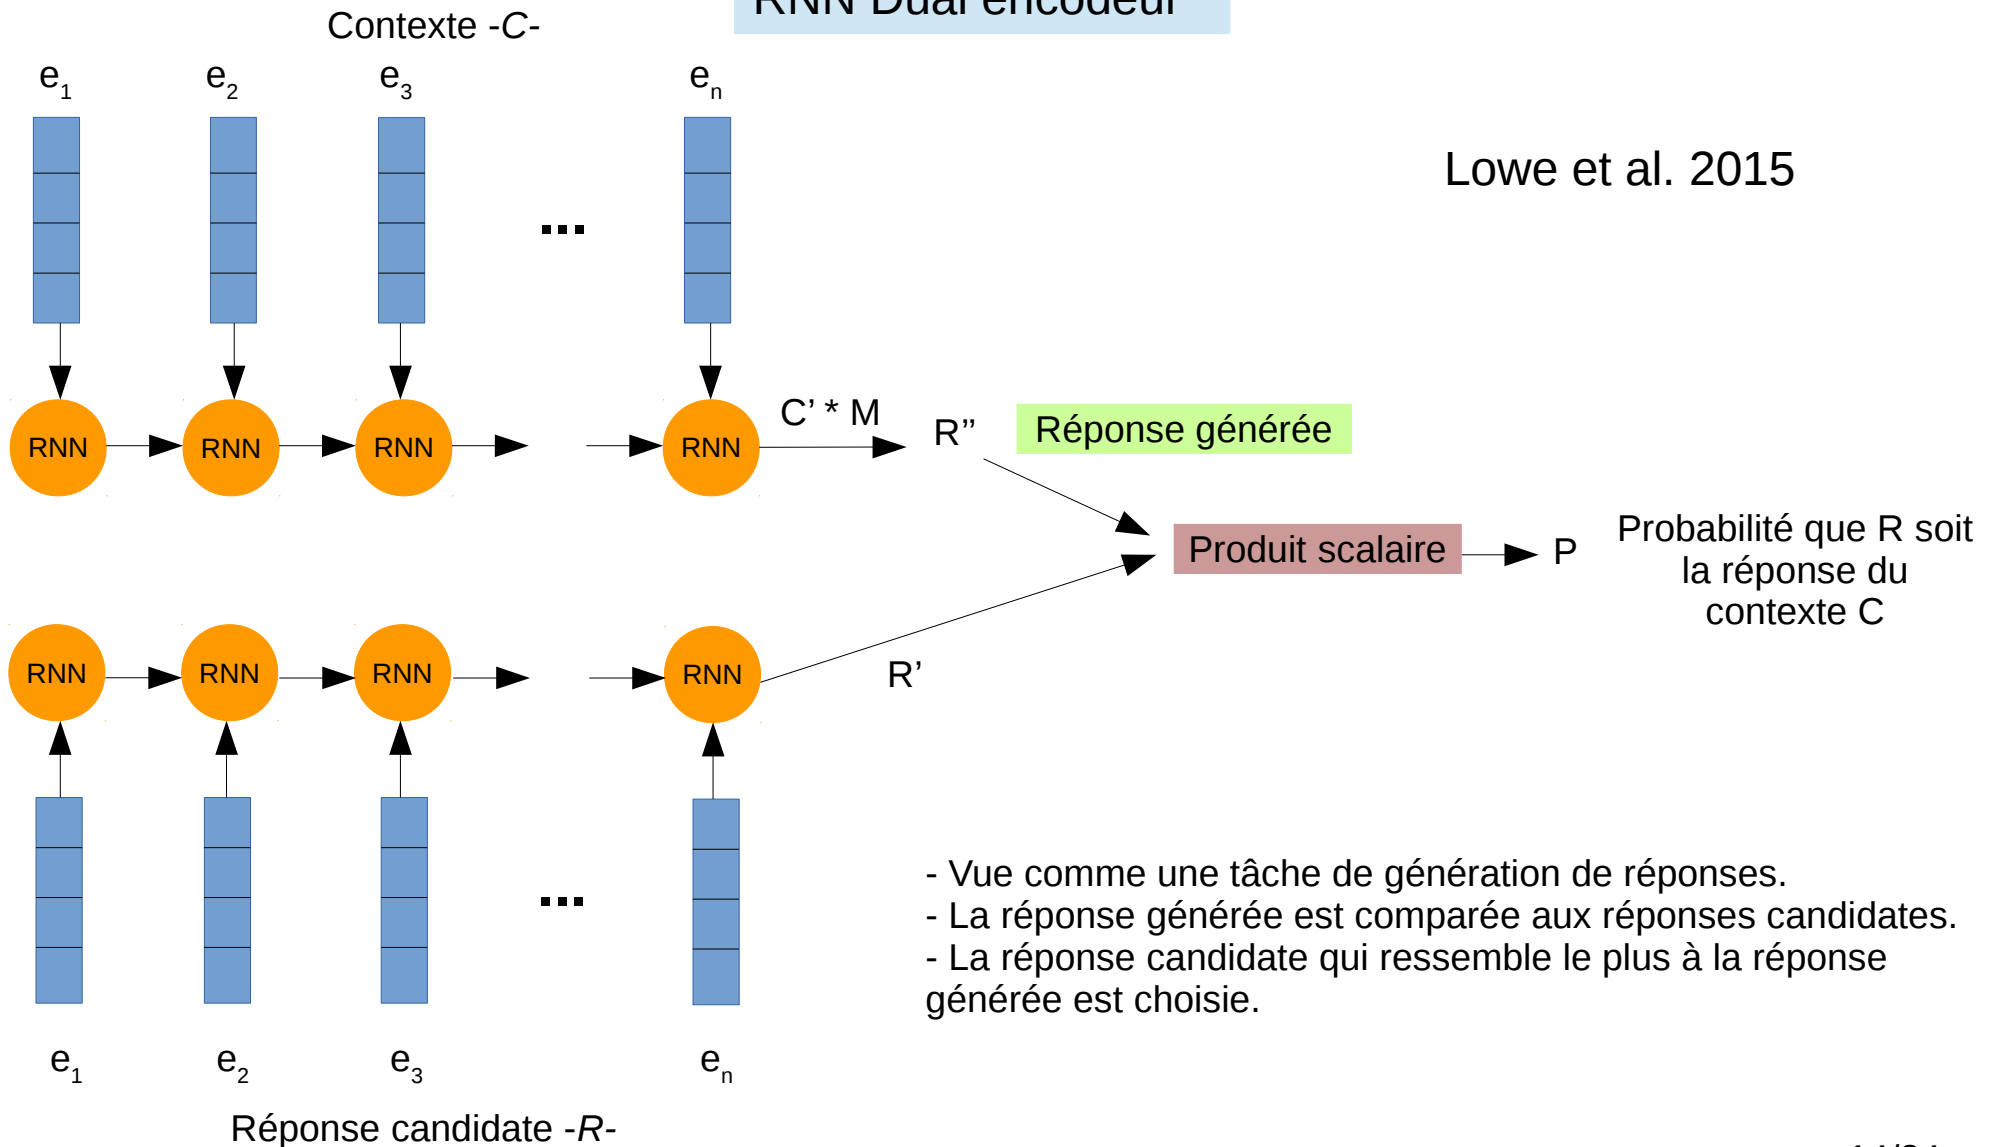 RNN Dual encodeur
Contexte -C-
e1 e2 e3 en
Lowe et al. 2015
...
RNN RNN RNN RNN
C’ * M
R’’
Réponse générée
Produit scalaire
P
Probabilité que R soit
la réponse du
contexte C
RNN RNN RNN RNN
R’
...
- Vue comme une tâche de génération de réponses.
- La réponse générée est comparée aux réponses candidates.
- La réponse candidate qui ressemble le plus à la réponse
générée est choisie.
e1 e2 e3 en
Réponse candidate -R-